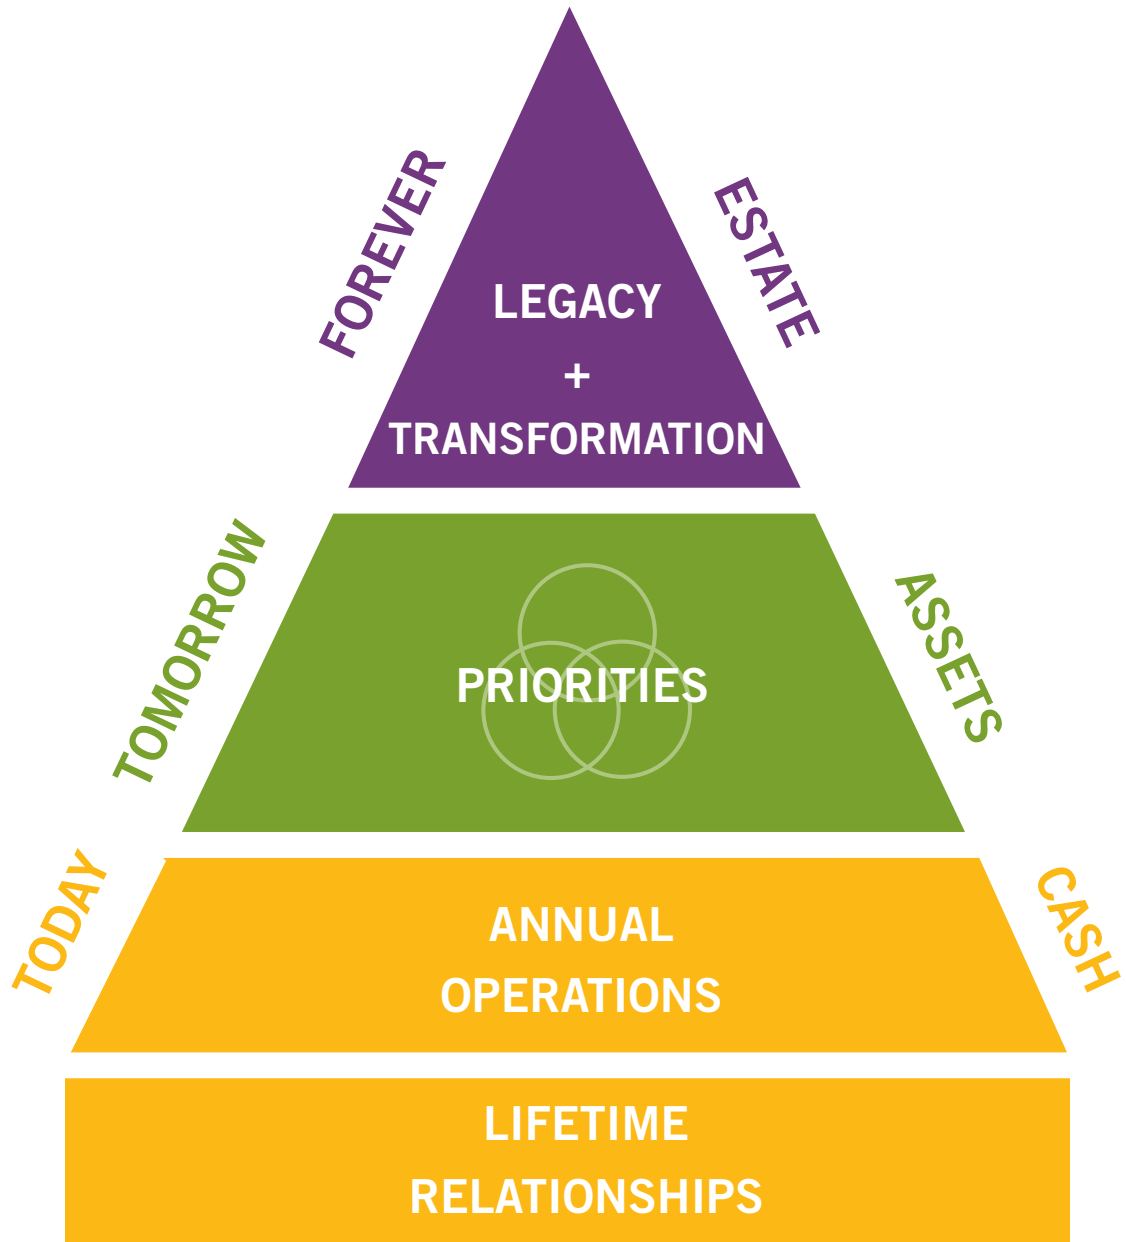 FOREVER
ESTATE
LEGACY
+
TRANSFORMATION
TOMORROW
ASSETS
PRIORITIES
TODAY
CASH
ANNUAL
OPERATIONS
LIFETIME
RELATIONSHIPS